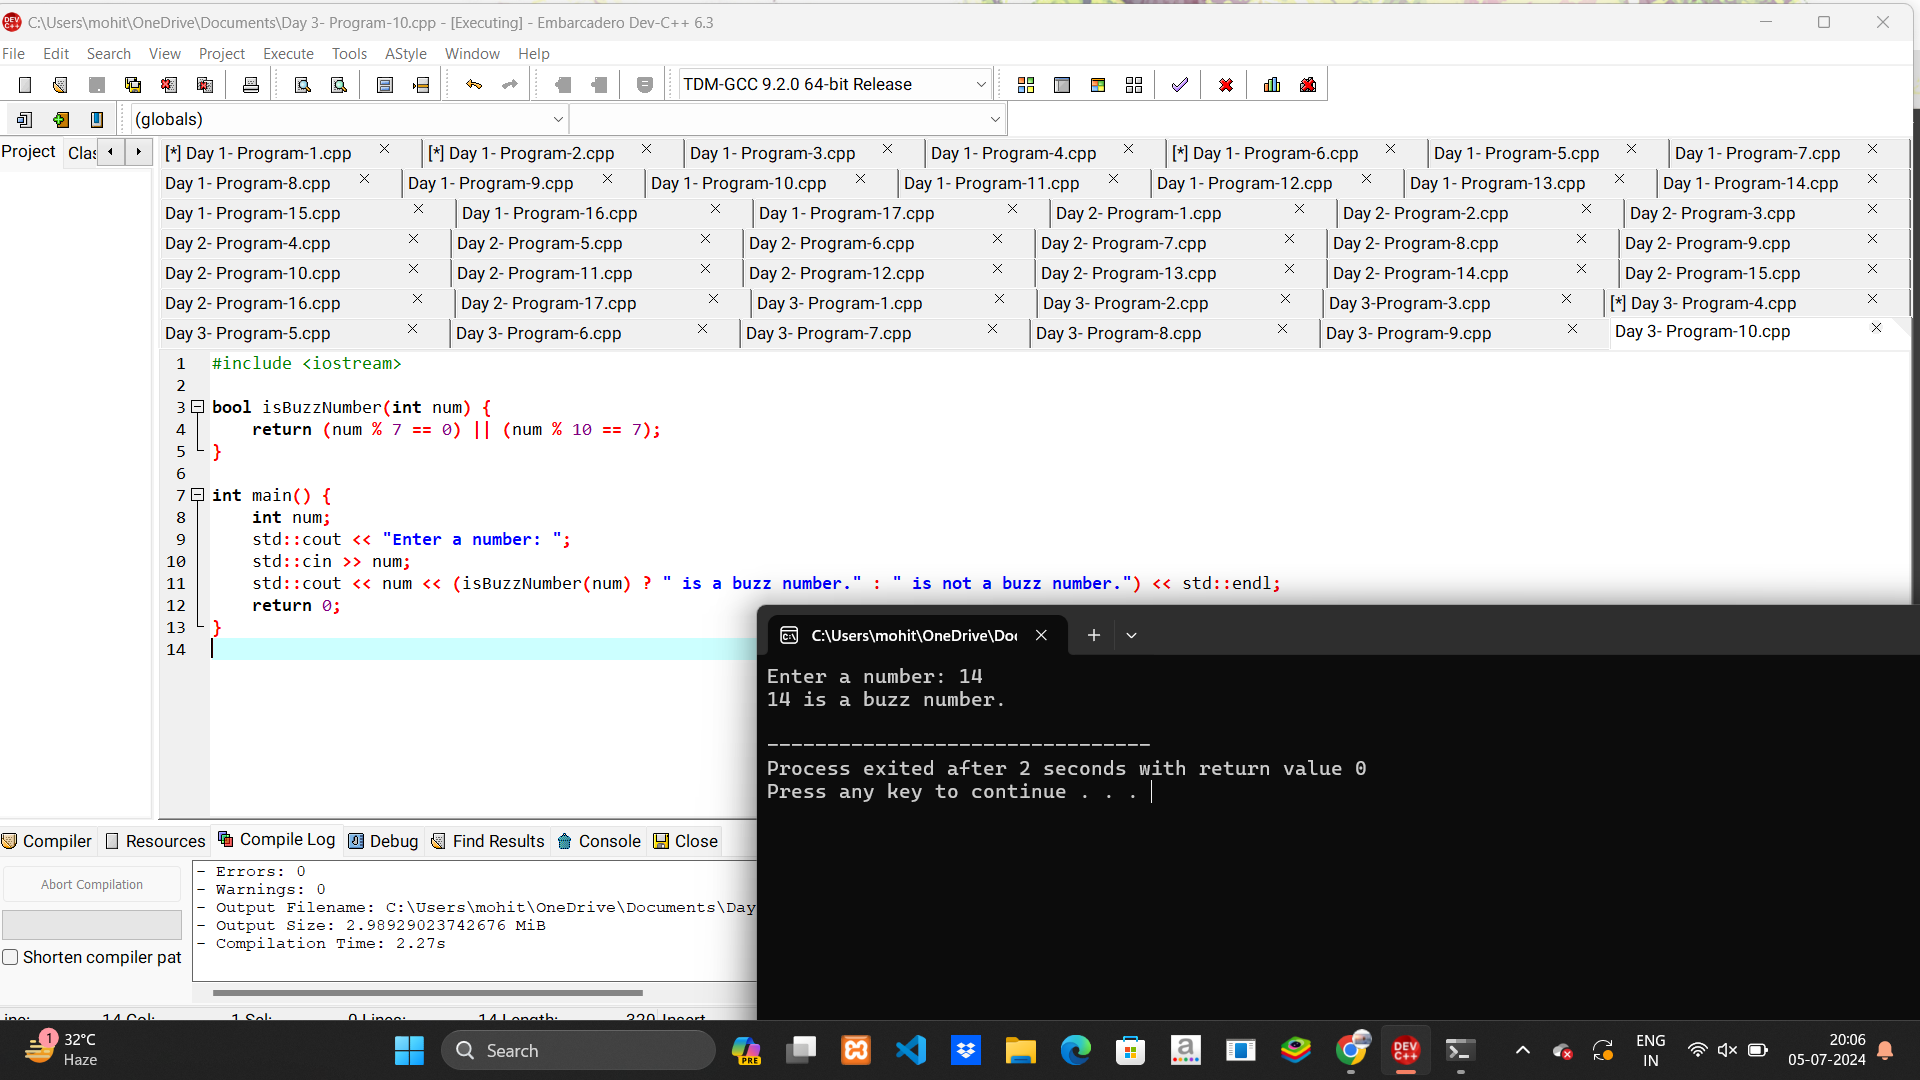 C:\Users\mohit\OneDrive\Documents\Day 3- Program-10.cpp - [Executing] - Embarcadero Dev-C++ 6.3
File Edit Search View Project Execute Tools AStyle Window Help
TDM-GCC 9.2.0 64-bit Release
(globals)
Project Clas
[*] Day 1- Program-1.cpp [*] Day 1- Program-2.cpp Day 1- Program-3.cpp Day 1- Program-4.cpp [*] Day 1- Program-6.cpp Day 1- Program-5.cpp Day 1- Program-7.cpp
Day 1- Program-8.cpp Day 1- Program-9.cpp Day 1- Program-10.cpp Day 1- Program-11.cpp Day 1- Program-12.cpp Day 1- Program-13.cpp Day 1- Program-14.cpp
Day 1- Program-15.cpp Day 1- Program-16.cpp Day 1- Program-17.cpp Day 2- Program-1.cpp Day 2- Program-2.cpp Day 2- Program-3.cpp
Day 2- Program-4.cpp Day 2- Program-5.cpp Day 2- Program-6.cpp Day 2- Program-7.cpp Day 2- Program-8.cpp Day 2- Program-9.cpp
Day 2- Program-10.cpp Day 2- Program-11.cpp Day 2- Program-12.cpp Day 2- Program-13.cpp Day 2- Program-14.cpp Day 2- Program-15.cpp
Day 2- Program-16.cpp Day 2- Program-17.cpp Day 3- Program-1.cpp Day 3- Program-2.cpp Day 3-Program-3.cpp [*] Day 3- Program-4.cpp
Day 3- Program-5.cpp Day 3- Program-6.cpp Day 3- Program-7.cpp Day 3- Program-8.cpp Day 3- Program-9.cpp Day 3- Program-10.cpp
1 #include <iostream>
2
3 bool isBuzzNumber(int num) {
4 return (num % 7 == 0) || (num % 10 == 7);
5 }
6
7 int main() {
8 int num;
9 std::cout << "Enter a number: ";
10 std::cin >> num;
11 std::cout << num << (isBuzzNumber(num) ? " is a buzz number." : " is not a buzz number.") << std::endl;
12 return 0;
13 }
14
C:\Users\mohit\OneDrive\Do
Enter a number: 14
14 is a buzz number.
--------------------------------
Process exited after 2 seconds with return value 0
Press any key to continue . . .
Compiler Resources Compile Log Debug Find Results Console Close
Abort Compilation
Shorten compiler pat
- Errors: 0
- Warnings: 0
- Output Filename: C:\Users\mohit\OneDrive\Documents\Day
- Output Size: 2.98929023742676 MiB
- Compilation Time: 2.27s
14 Col: 1 Sel: 0 Lines: 14 Length: 320 Insert
1
32°C
Haze
Search
PRE
DEV C++
ENG
IN
20:06
05-07-2024